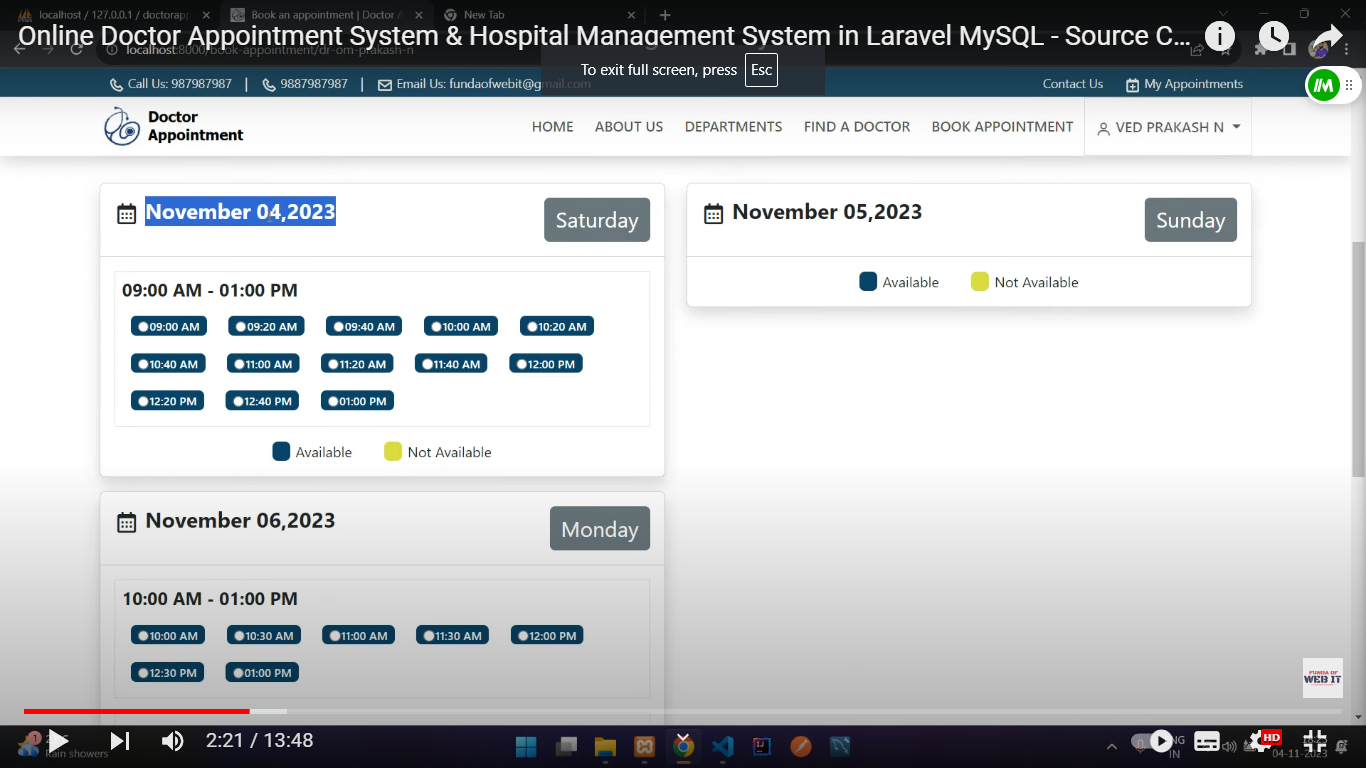 localhost / 127.0.0.1 / doctorapp
Book an appointment | Doctor A
New Tab
Online Doctor Appointment System & Hospital Management System in Laravel MySQL - Source C...
localhost:8000/book-appointment/dr-om-prakash-n
To exit full screen, press Esc
Call Us: 987987987 | 9887987987 | Email Us: fundaofwebit@gmail.com
Contact Us My Appointments
Doctor
Appointment
HOME ABOUT US DEPARTMENTS FIND A DOCTOR BOOK APPOINTMENT VED PRAKASH N
November 04,2023 Saturday
09:00 AM - 01:00 PM
09:00 AM 09:20 AM 09:40 AM 10:00 AM 10:20 AM
10:40 AM 11:00 AM 11:20 AM 11:40 AM 12:00 PM
12:20 PM 12:40 PM 01:00 PM
Available Not Available
November 05,2023 Sunday
Available Not Available
November 06,2023 Monday
10:00 AM - 01:00 PM
10:00 AM 10:30 AM 11:00 AM 11:30 AM 12:00 PM
12:30 PM 01:00 PM
FUNDA OF
WEB IT
1
Rain showers
2:21 / 13:48
HD
IN
04-11-2023